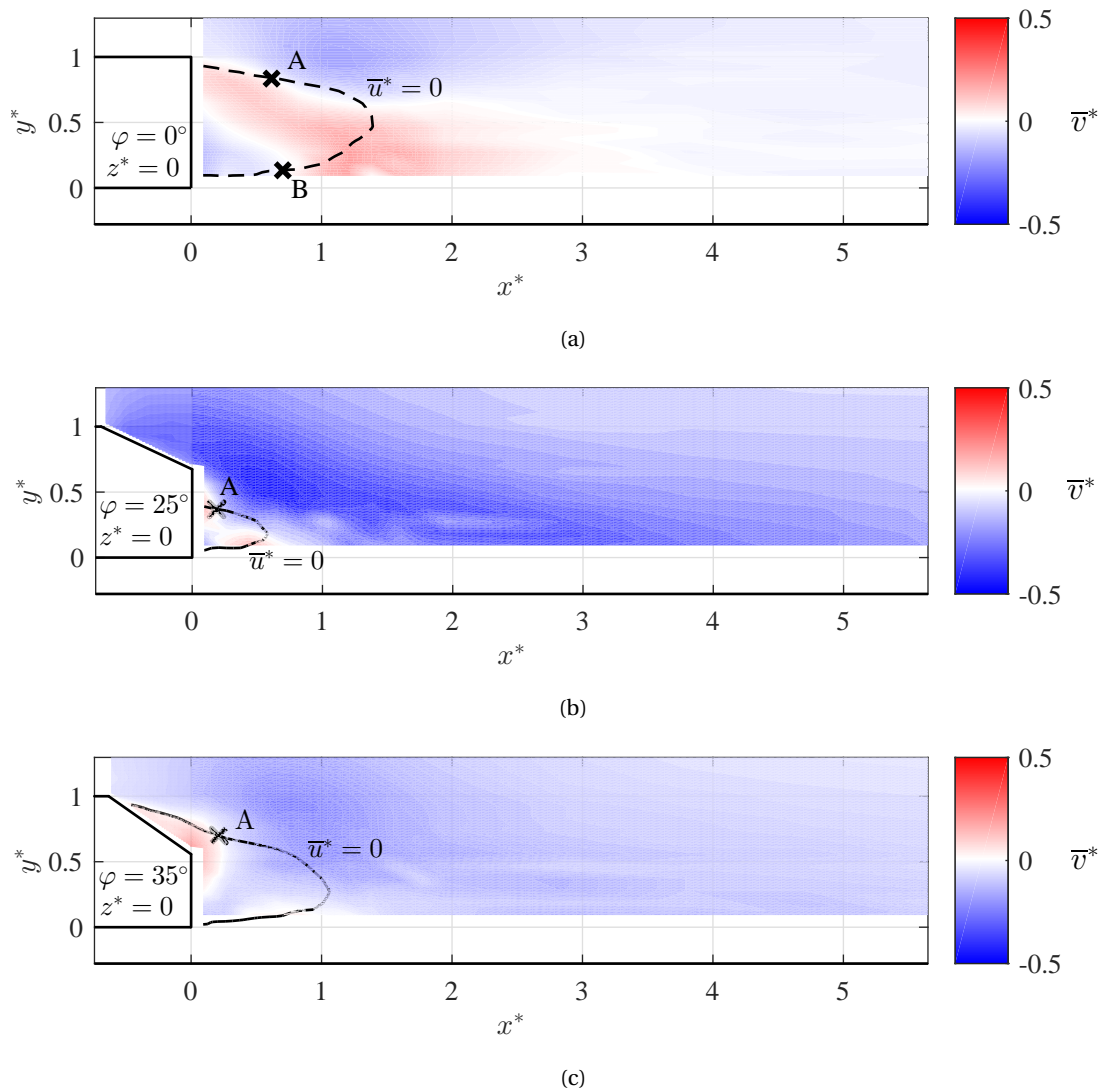 A
B
u̅* = 0
φ = 0°
z* = 0
y*
1
0.5
0
0 1 2 3 4 5
x*
0.5
0
-0.5
v̅*
(a)
A
u̅* = 0
φ = 25°
z* = 0
y*
1
0.5
0
0 1 2 3 4 5
x*
0.5
0
-0.5
v̅*
(b)
A
u̅* = 0
φ = 35°
z* = 0
y*
1
0.5
0
0 1 2 3 4 5
x*
0.5
0
-0.5
v̅*
(c)